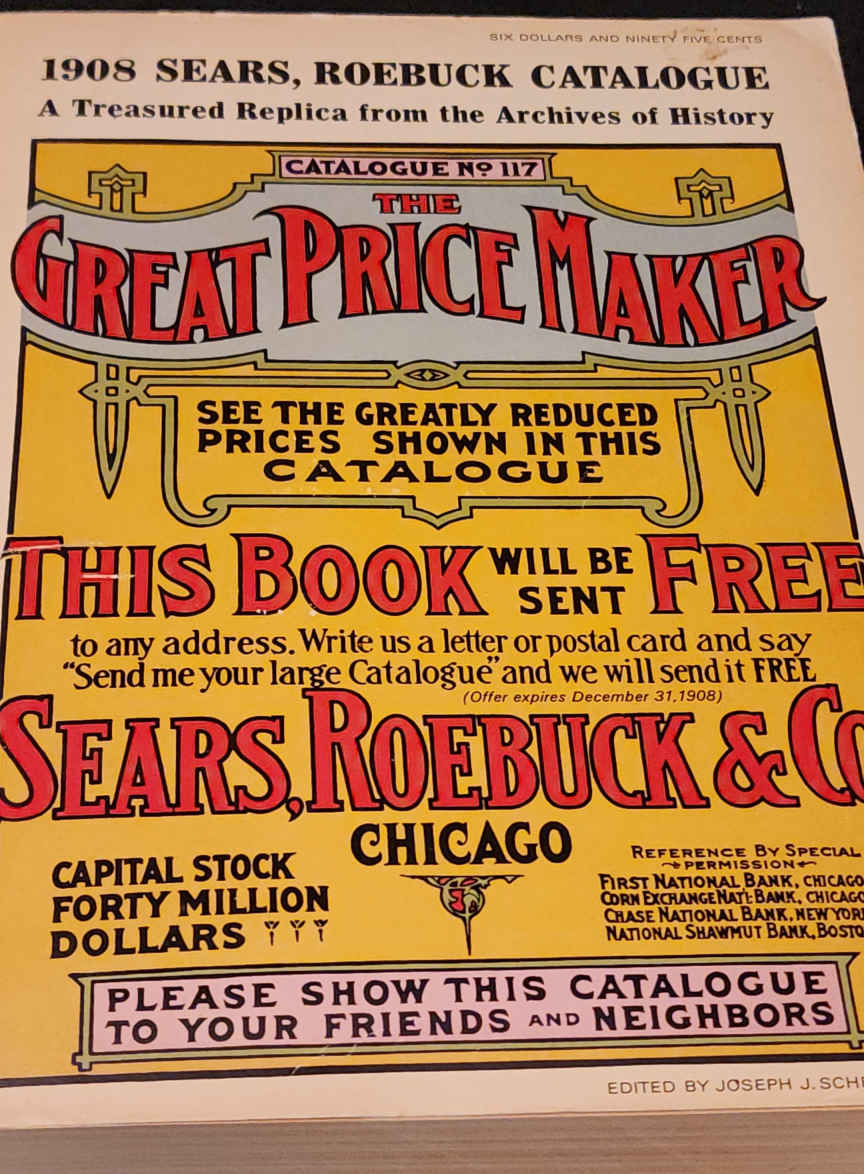 SIX DOLLARS AND NINETY FIVE CENTS
1908 SEARS, ROEBUCK CATALOGUE
A Treasured Replica from the Archives of History
CATALOGUE No 117
THE
GREAT PRICE MAKER
SEE THE GREATLY REDUCED
PRICES SHOWN IN THIS
CATALOGUE
THIS BOOK WILL BE SENT FREE
to any address. Write us a letter or postal card and say
"Send me your large Catalogue" and we will send it FREE
(Offer expires December 31, 1908)
SEARS, ROEBUCK & Co
CHICAGO
CAPITAL STOCK
FORTY MILLION
DOLLARS
REFERENCE BY SPECIAL
PERMISSION
FIRST NATIONAL BANK, CHICAGO
CORN EXCHANGE NAT'L BANK, CHICAGO
CHASE NATIONAL BANK, NEW YOR
NATIONAL SHAWMUT BANK, BOSTO
PLEASE SHOW THIS CATALOGUE
TO YOUR FRIENDS AND NEIGHBORS
EDITED BY JOSEPH J. SCH